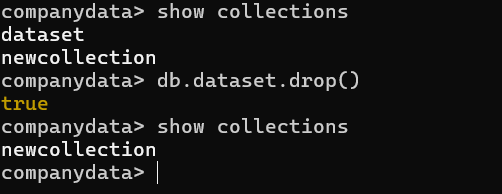 companydata> show collections
dataset
newcollection
companydata> db.dataset.drop()
true
companydata> show collections
newcollection
companydata>